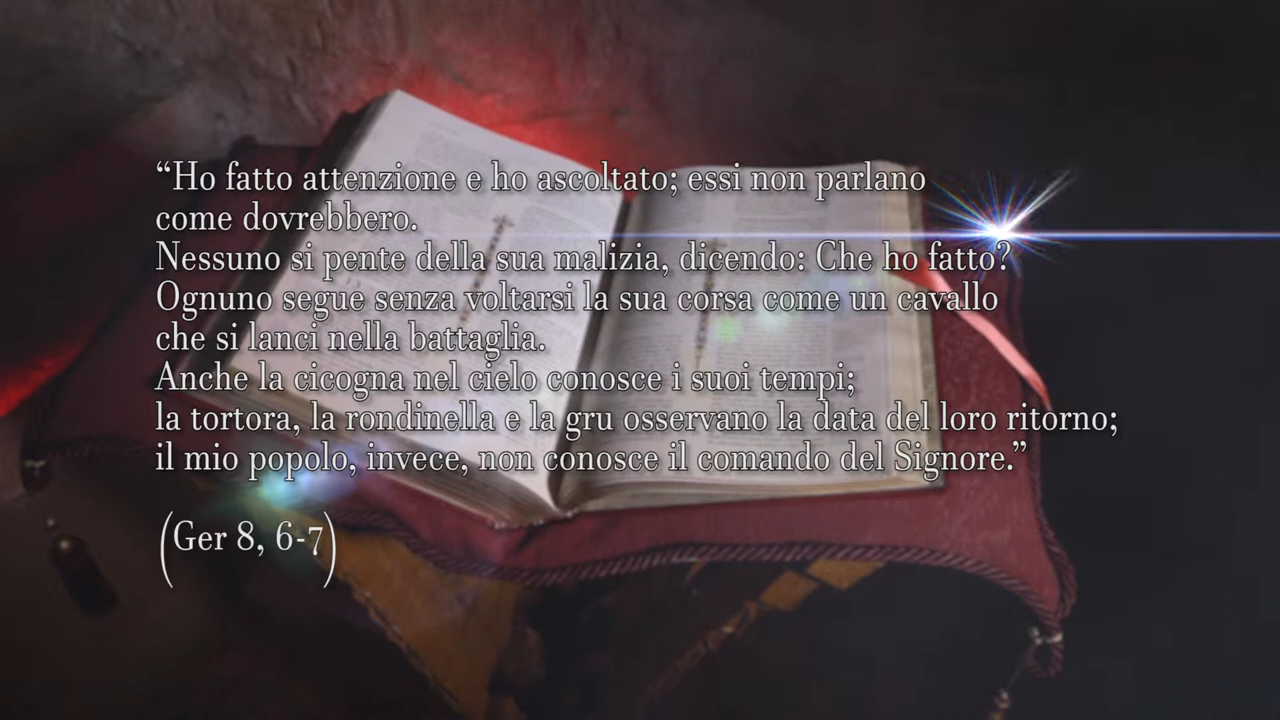 “Ho fatto attenzione e ho ascoltato; essi non parlano
come dovrebbero.
Nessuno si pente della sua malizia, dicendo: Che ho fatto?
Ognuno segue senza voltarsi la sua corsa come un cavallo
che si lanci nella battaglia.
Anche la cicogna nel cielo conosce i suoi tempi;
la tortora, la rondinella e la gru osservano la data del loro ritorno;
il mio popolo, invece, non conosce il comando del Signore.”
(Ger 8, 6-7)